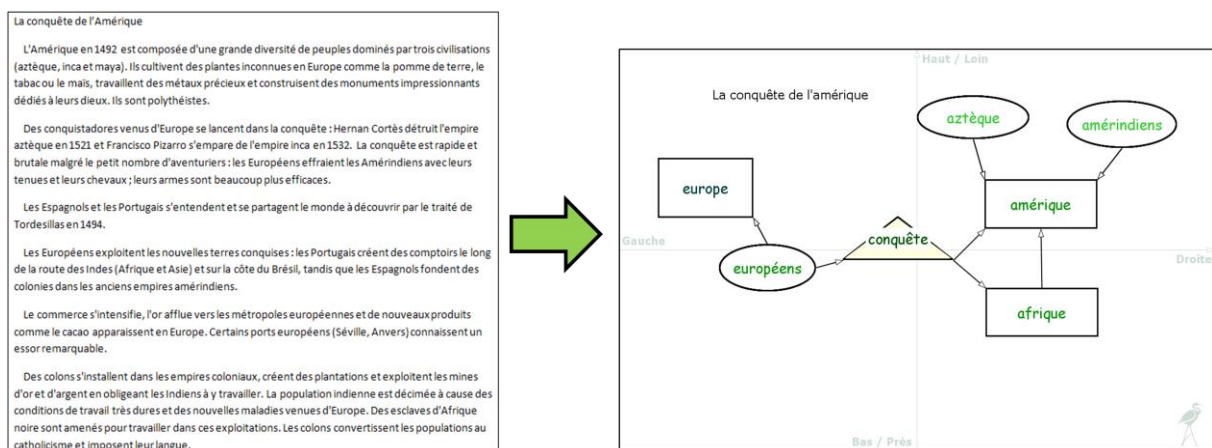 La conquête de l'Amérique
L'Amérique en 1492 est composée d'une grande diversité de peuples dominés par trois civilisations
(aztèque, inca et maya). Ils cultivent des plantes inconnues en Europe comme la pomme de terre, le
tabac ou le maïs, travaillent des métaux précieux et construisent des monuments impressionnants
dédiés à leurs dieux. Ils sont polythéistes.
Des conquistadores venus d'Europe se lancent dans la conquête : Hernan Cortès détruit l'empire
aztèque en 1521 et Francisco Pizarro s'empare de l'empire inca en 1532. La conquête est rapide et
brutale malgré le petit nombre d'aventuriers : les Européens effraient les Amérindiens avec leurs
tenues et leurs chevaux ; leurs armes sont beaucoup plus efficaces.
Les Espagnols et les Portugais s'entendent et se partagent le monde à découvrir par le traité de
Tordesillas en 1494.
Les Européens exploitent les nouvelles terres conquises : les Portugais créent des comptoirs le long
de la route des Indes (Afrique et Asie) et sur la côte du Brésil, tandis que les Espagnols fondent des
colonies dans les anciens empires amérindiens.
Le commerce s'intensifie, l'or afflue vers les métropoles européennes et de nouveaux produits
comme le cacao apparaissent en Europe. Certains ports européens (Séville, Anvers) connaissent un
essor remarquable.
Des colons s'installent dans les empires coloniaux, créent des plantations et exploitent les mines
d'or et d'argent en obligeant les Indiens à y travailler. La population indienne est décimée à cause des
conditions de travail très dures et des nouvelles maladies venues d'Europe. Des esclaves d'Afrique
noire sont amenés pour travailler dans ces exploitations. Les colons convertissent les populations au
catholicisme et imposent leur langue.
Haut / Loin
La conquête de l'amérique
aztèque
amérindiens
europe
amérique
Gauche
conquête
Droite
européens
afrique
Bas / Près